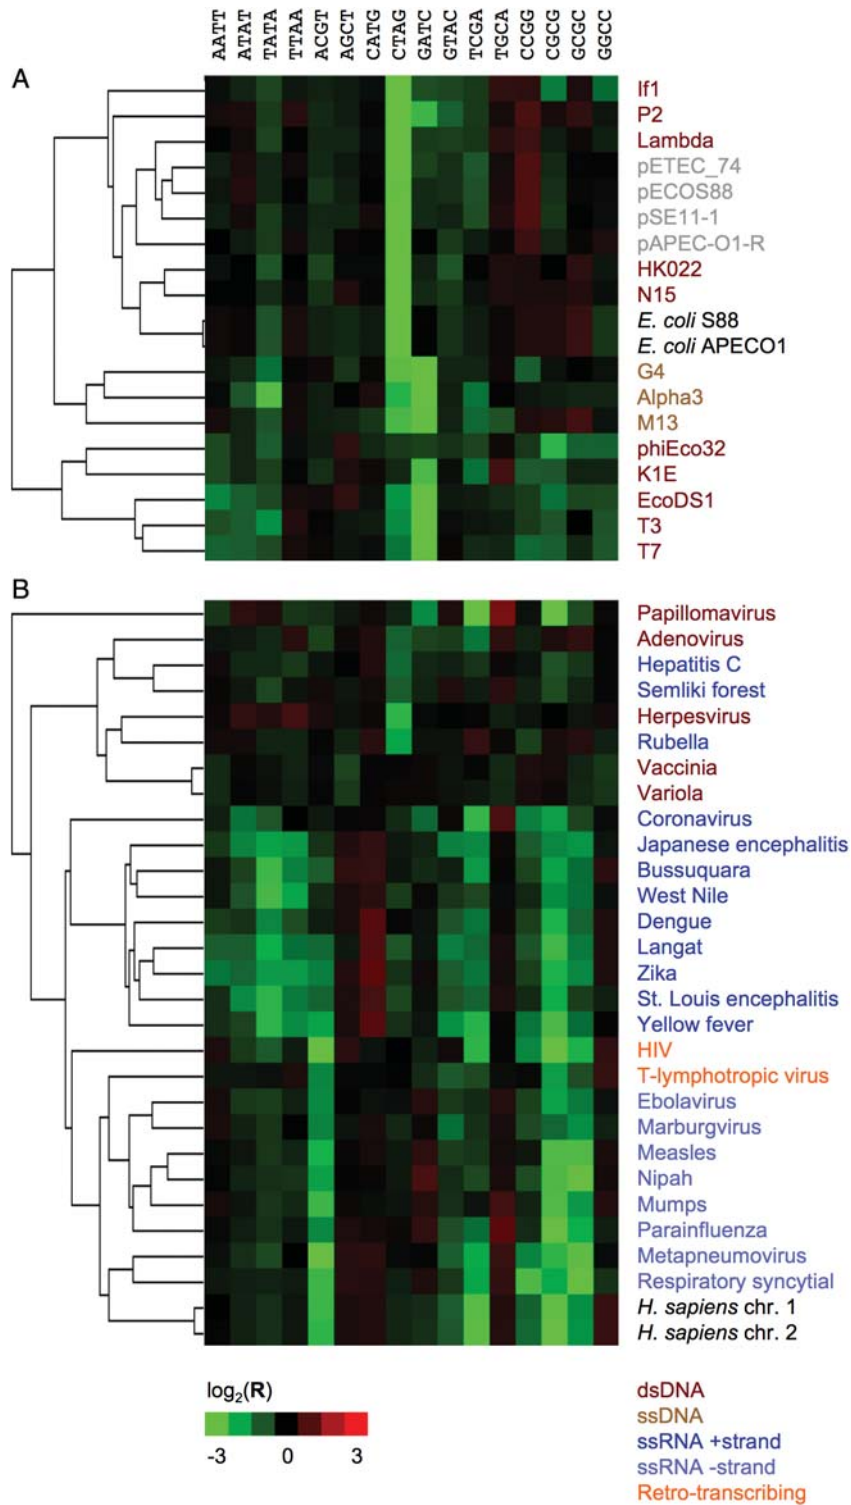 AATT ATAT TATA TTAA ACGT AGCT CATG CTAG GATC GTAC TCGA TGCA CCGG CGCG GCGC GGCC
A
If1
P2
Lambda
pETEC_74
pECOS88
pSE11-1
pAPEC-O1-R
HK022
N15
E. coli S88
E. coli APECO1
G4
Alpha3
M13
phiEco32
K1E
EcoDS1
T3
T7
B
Papillomavirus
Adenovirus
Hepatitis C
Semliki forest
Herpesvirus
Rubella
Vaccinia
Variola
Coronavirus
Japanese encephalitis
Bussuquara
West Nile
Dengue
Langat
Zika
St. Louis encephalitis
Yellow fever
HIV
T-lymphotropic virus
Ebolavirus
Marburgvirus
Measles
Nipah
Mumps
Parainfluenza
Metapneumovirus
Respiratory syncytial
H. sapiens chr. 1
H. sapiens chr. 2
log₂(R)
-3 0 3
dsDNA
ssDNA
ssRNA +strand
ssRNA -strand
Retro-transcribing